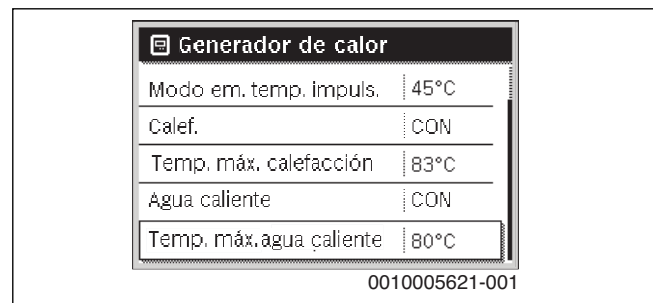 Generador de calor
Modo em. temp. impuls. 45°C
Calef. CON
Temp. máx. calefacción 83°C
Agua caliente CON
Temp. máx.agua caliente 80°C
0010005621-001